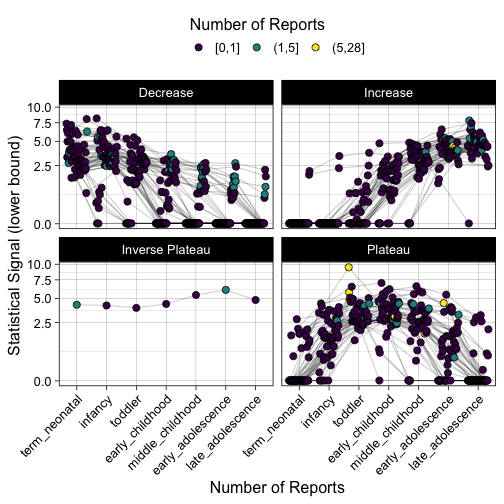 Number of Reports
[0,1] (1,5] (5,28]
Decrease
Increase
10.0
7.5
5.0
2.5
0.0
Statistical Signal (lower bound)
Inverse Plateau
Plateau
10.0
7.5
5.0
2.5
0.0
term_neonatal
infancy
toddler
early_childhood
middle_childhood
early_adolescence
late_adolescence
term_neonatal
infancy
toddler
early_childhood
middle_childhood
early_adolescence
late_adolescence
Number of Reports